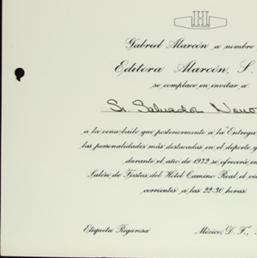 Gabriel Alarcón a nombre
Editora Alarcón, S.
se complace en invitar a
Sr. Salvador Novo
a la cena baile que posteriormente a la Entrega
las personalidades más destacadas en el deporte y
durante el año de 1972 se ofrecerá en
Salón de Fiestas del Hotel Camino Real el
corrientes a las 22:30 horas
Etiqueta Rigurosa
México, D. F.,